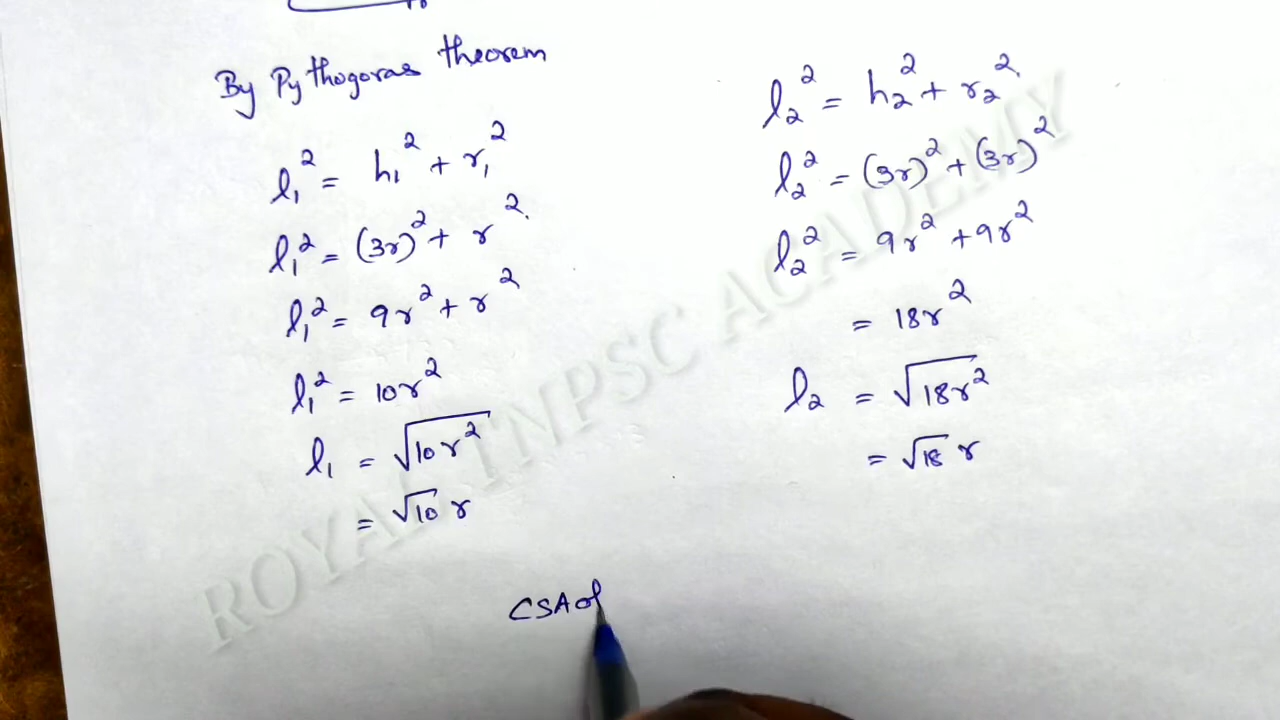 By Pythogoras theorem
l₁² = h₁² + r₁²
l₁² = (3r)² + r²
l₁² = 9r² + r²
l₁² = 10r²
l₁ = √10r²
= √10 r
l₂² = h₂² + r₂²
l₂² = (3r)² + (3r)²
l₂² = 9r² + 9r²
= 18r²
l₂ = √18r²
= √18 r
CSA of
ROYAL TNPSC ACADEMY